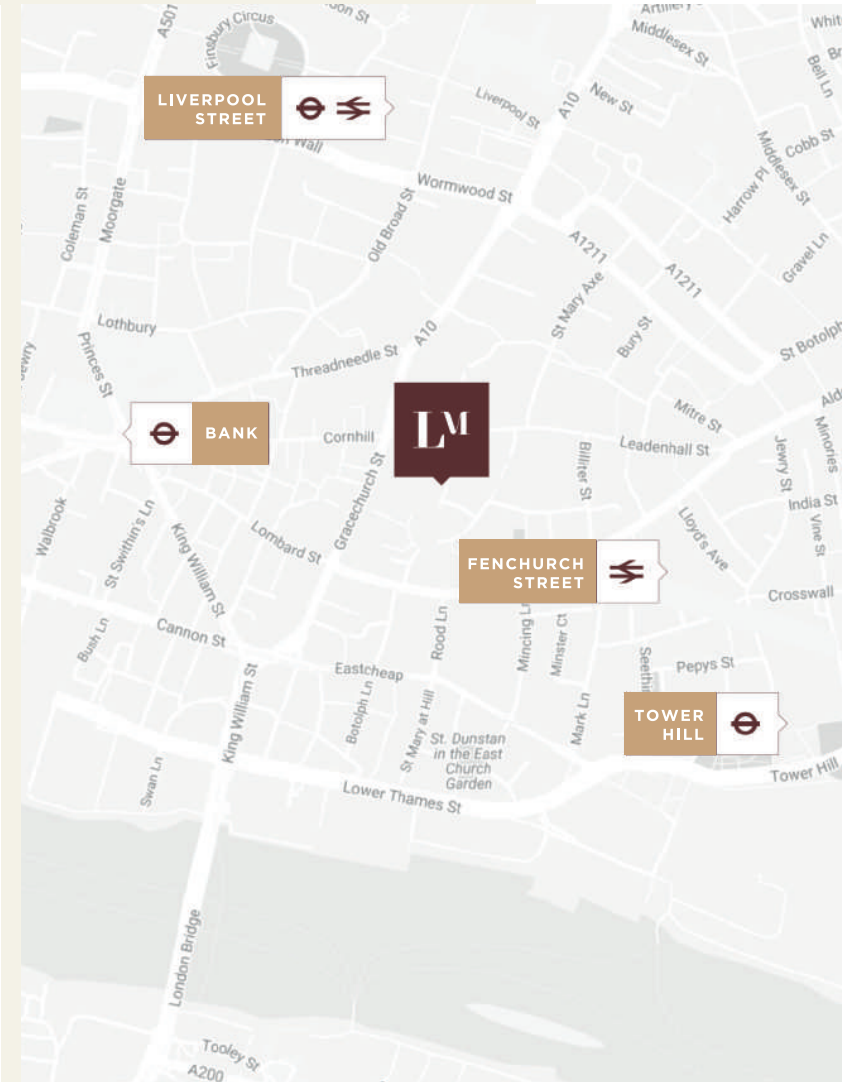 oon St
Artillery
A501
Finsbury Circus
Middlesex St
Whit
Bell Ln
LIVERPOOL
STREET
Liverpool St
A10
New St
Wall
Cobb St
Middlesex St
Harrow Pl
Wormwood St
Coleman St
Moorgate
Old Broad St
A1211
A1211
Gravel Ln
St Mary Axe
Bury St
Lothbury
Princes St
Threadneedle St
A10
St Botolph
ewry
BANK
Cornhill
LM
Mitre St
Leadenhall St
Ald
Minories
Jewry St
Billiter St
Gracechurch St
India St
Vine St
Walbrook
St Swithin's Ln
King William St
Lombard St
Lloyd's Ave
FENCHURCH
STREET
Crosswall
Bush Ln
Cannon St
Rood Ln
Mincing Ln
Minster Ct
Eastcheap
Seethin
Pepys St
King William St
Botolph Ln
St Mary at Hill
St. Dunstan
in the East
Church
Garden
Mark Ln
TOWER
HILL
Swan Ln
Lower Thames St
Tower Hill
London Bridge
Tooley St
A200